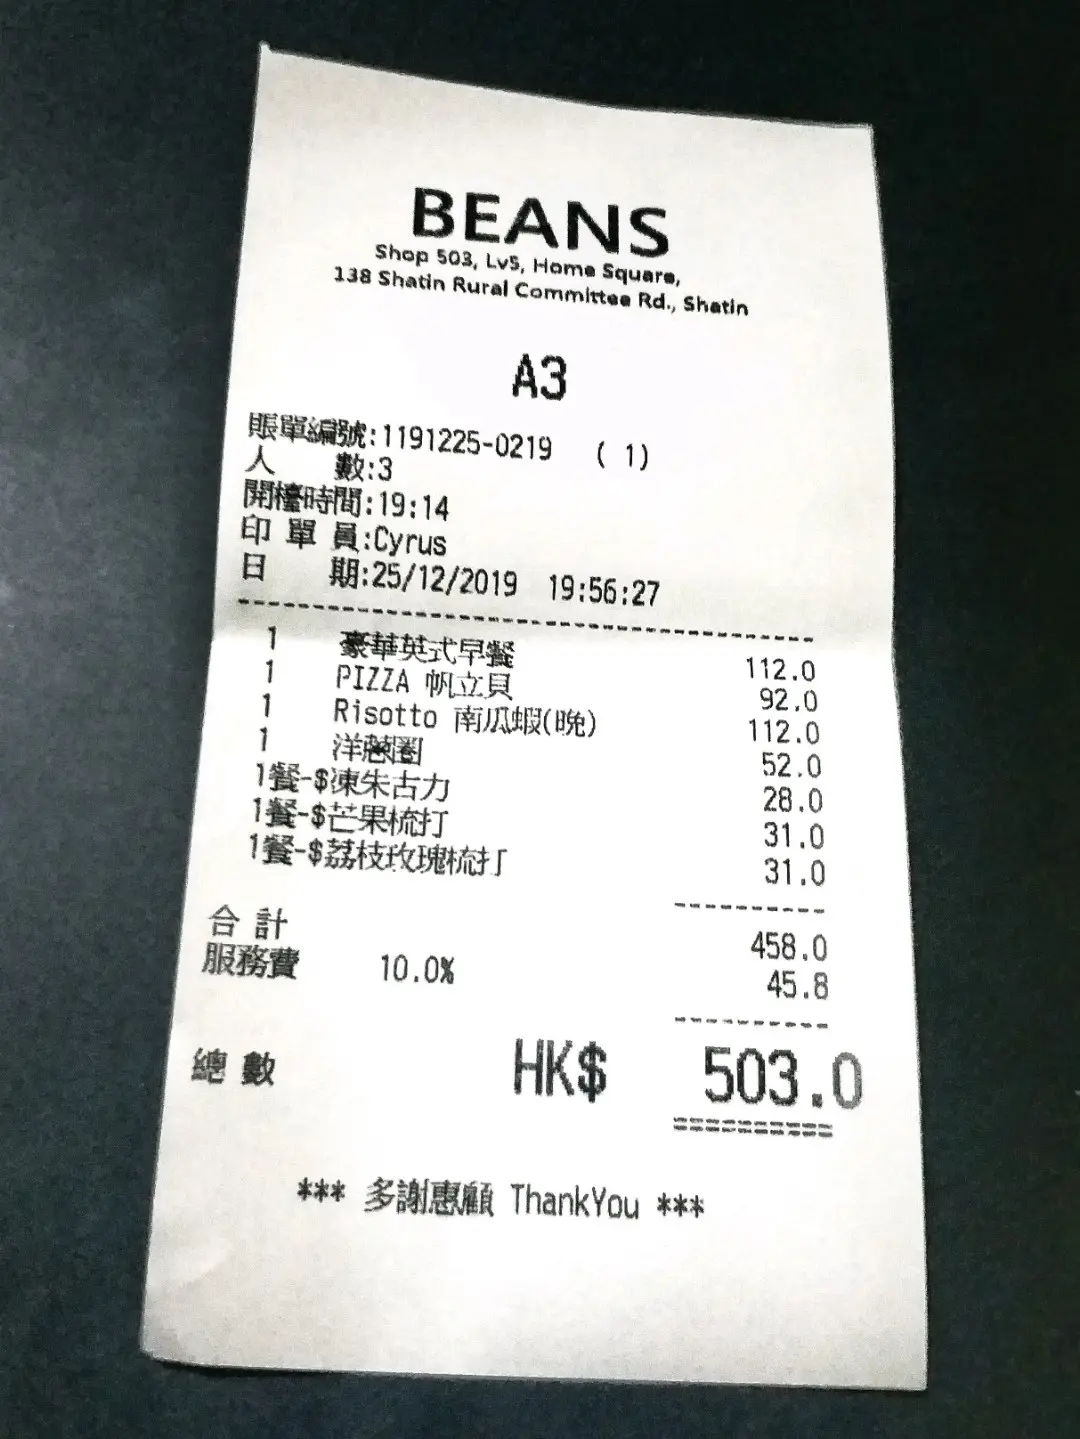 BEANS
Shop 503, Lv5, Home Square,
138 Shatin Rural Committee Rd., Shatin
A3
賬單編號:1191225-0219 ( 1)
人 數:3
開檯時間:19:14
印 單 員:Cyrus
日 期:25/12/2019 19:56:27
1 豪華英式早餐 112.0
1 PIZZA 帆立貝 92.0
1 Risotto 南瓜蝦(晚) 112.0
1 洋蔥圈 52.0
1餐-$凍朱古力 28.0
1餐-$芒果梳打 31.0
1餐-$荔枝玫瑰梳打 31.0
合 計 458.0
服務費 10.0% 45.8
總 數 HK$ 503.0
*** 多謝惠顧 ThankYou ***